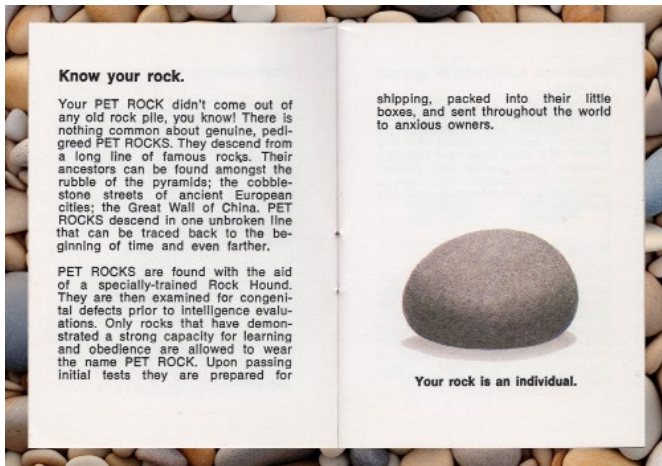 Know your rock.
Your PET ROCK didn't come out of
any old rock pile, you know! There is
nothing common about genuine, pedi-
greed PET ROCKS. They descend from
a long line of famous rocks. Their
ancestors can be found amongst the
rubble of the pyramids; the cobble-
stone streets of ancient European
cities; the Great Wall of China. PET
ROCKS descend in one unbroken line
that can be traced back to the be-
ginning of time and even farther.
PET ROCKS are found with the aid
of a specially-trained Rock Hound.
They are then examined for congeni-
tal defects prior to intelligence evalu-
ations. Only rocks that have demon-
strated a strong capacity for learning
and obedience are allowed to wear
the name PET ROCK. Upon passing
initial tests they are prepared for
shipping, packed into their little
boxes, and sent throughout the world
to anxious owners.
Your rock is an individual.